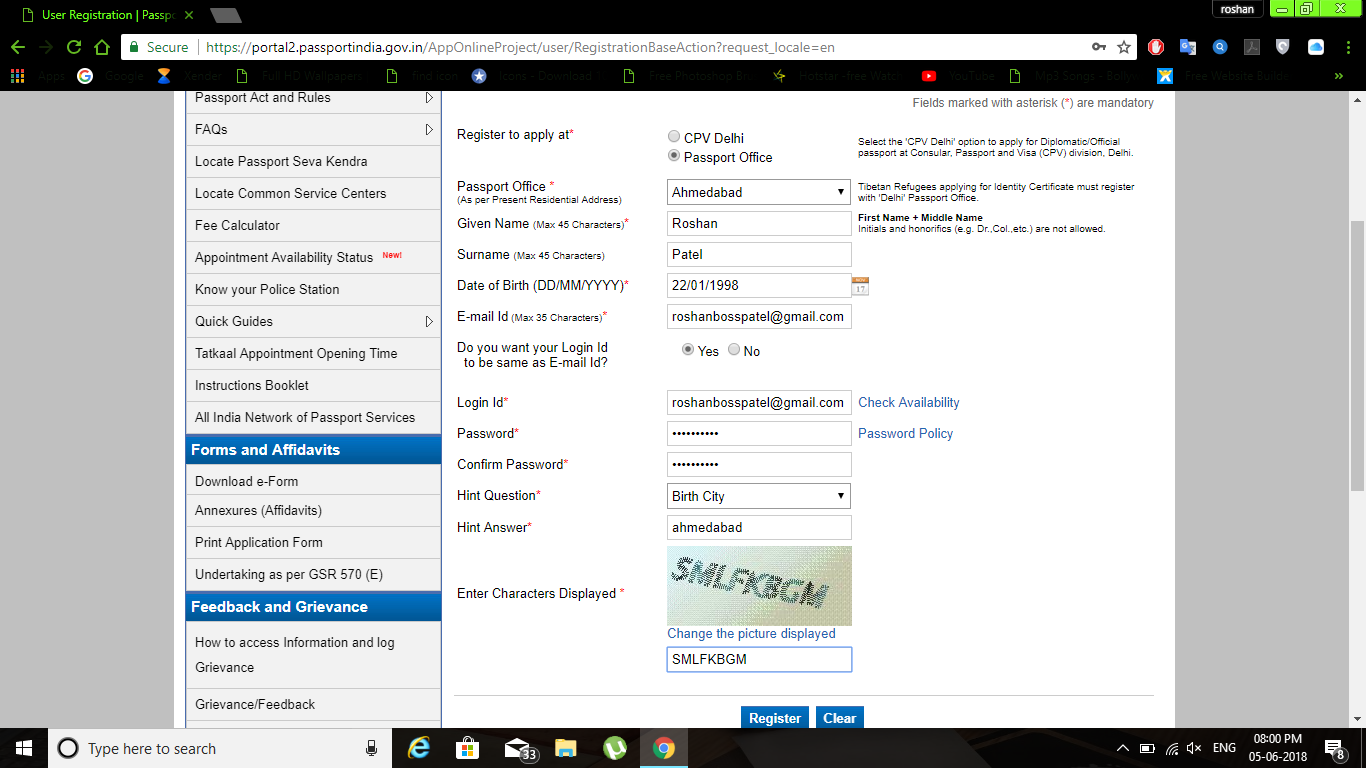 User Registration | Passpo
roshan
Secure
https://portal2.passportindia.gov.in/AppOnlineProject/user/RegistrationBaseAction?request_locale=en
Apps
Google
Xender
Full HD Wallpapers
find icon
Free Photoshop
Hotstar - free Watch
YouTube
Mp3 Songs - Bolly
Free Website Builder
»
Passport Act and Rules
FAQs
Locate Passport Seva Kendra
Locate Common Service Centers
Fee Calculator
Appointment Availability Status New!
Know your Police Station
Quick Guides
Tatkaal Appointment Opening Time
Instructions Booklet
All India Network of Passport Services
Forms and Affidavits
Download e-Form
Annexures (Affidavits)
Print Application Form
Undertaking as per GSR 570 (E)
Feedback and Grievance
How to access Information and log
Grievance
Grievance/Feedback
Fields marked with asterisk (*) are mandatory
Register to apply at*
CPV Delhi
Passport Office
Select the 'CPV Delhi' option to apply for Diplomatic/Official
passport at Consular, Passport and Visa (CPV) division, Delhi.
Passport Office *
(As per Present Residential Address)
Ahmedabad
Tibetan Refugees applying for Identity Certificate must register
with 'Delhi' Passport Office.
Given Name (Max 45 Characters)*
Roshan
First Name + Middle Name
Initials and honorifics (e.g. Dr.,Col.,etc.) are not allowed.
Surname (Max 45 Characters)
Patel
Date of Birth (DD/MM/YYYY)*
22/01/1998
17
E-mail Id (Max 35 Characters)*
roshanbosspatel@gmail.com
Do you want your Login Id
to be same as E-mail Id?
Yes No
Login Id*
roshanbosspatel@gmail.com
Check Availability
Password*
••••••••••
Password Policy
Confirm Password*
••••••••••
Hint Question*
Birth City
Hint Answer*
ahmedabad
SMLFKBGM
Enter Characters Displayed *
Change the picture displayed
SMLFKBGM
Register Clear
Type here to search
33
ENG
08:00 PM
05-06-2018
8